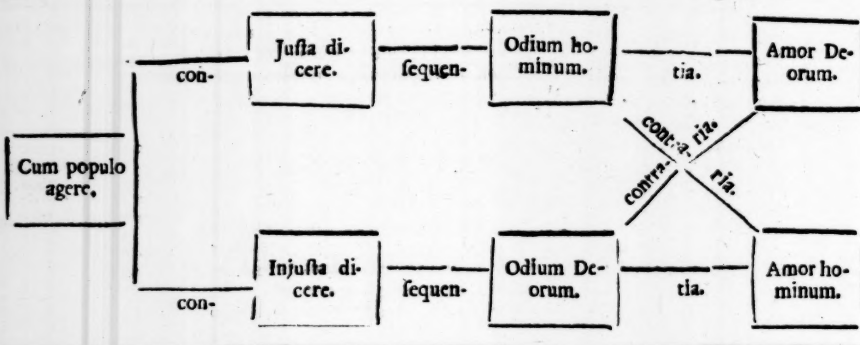 Juſta di-
cere.
Odium ho-
minum.
Amor De-
orum.
con-
ſequen-
tia.
contra-
ria.
Cum populo
agere.
contra-
ria.
Injuſta di-
cere.
Odium De-
orum.
Amor ho-
minum.
con-
ſequen-
tia.